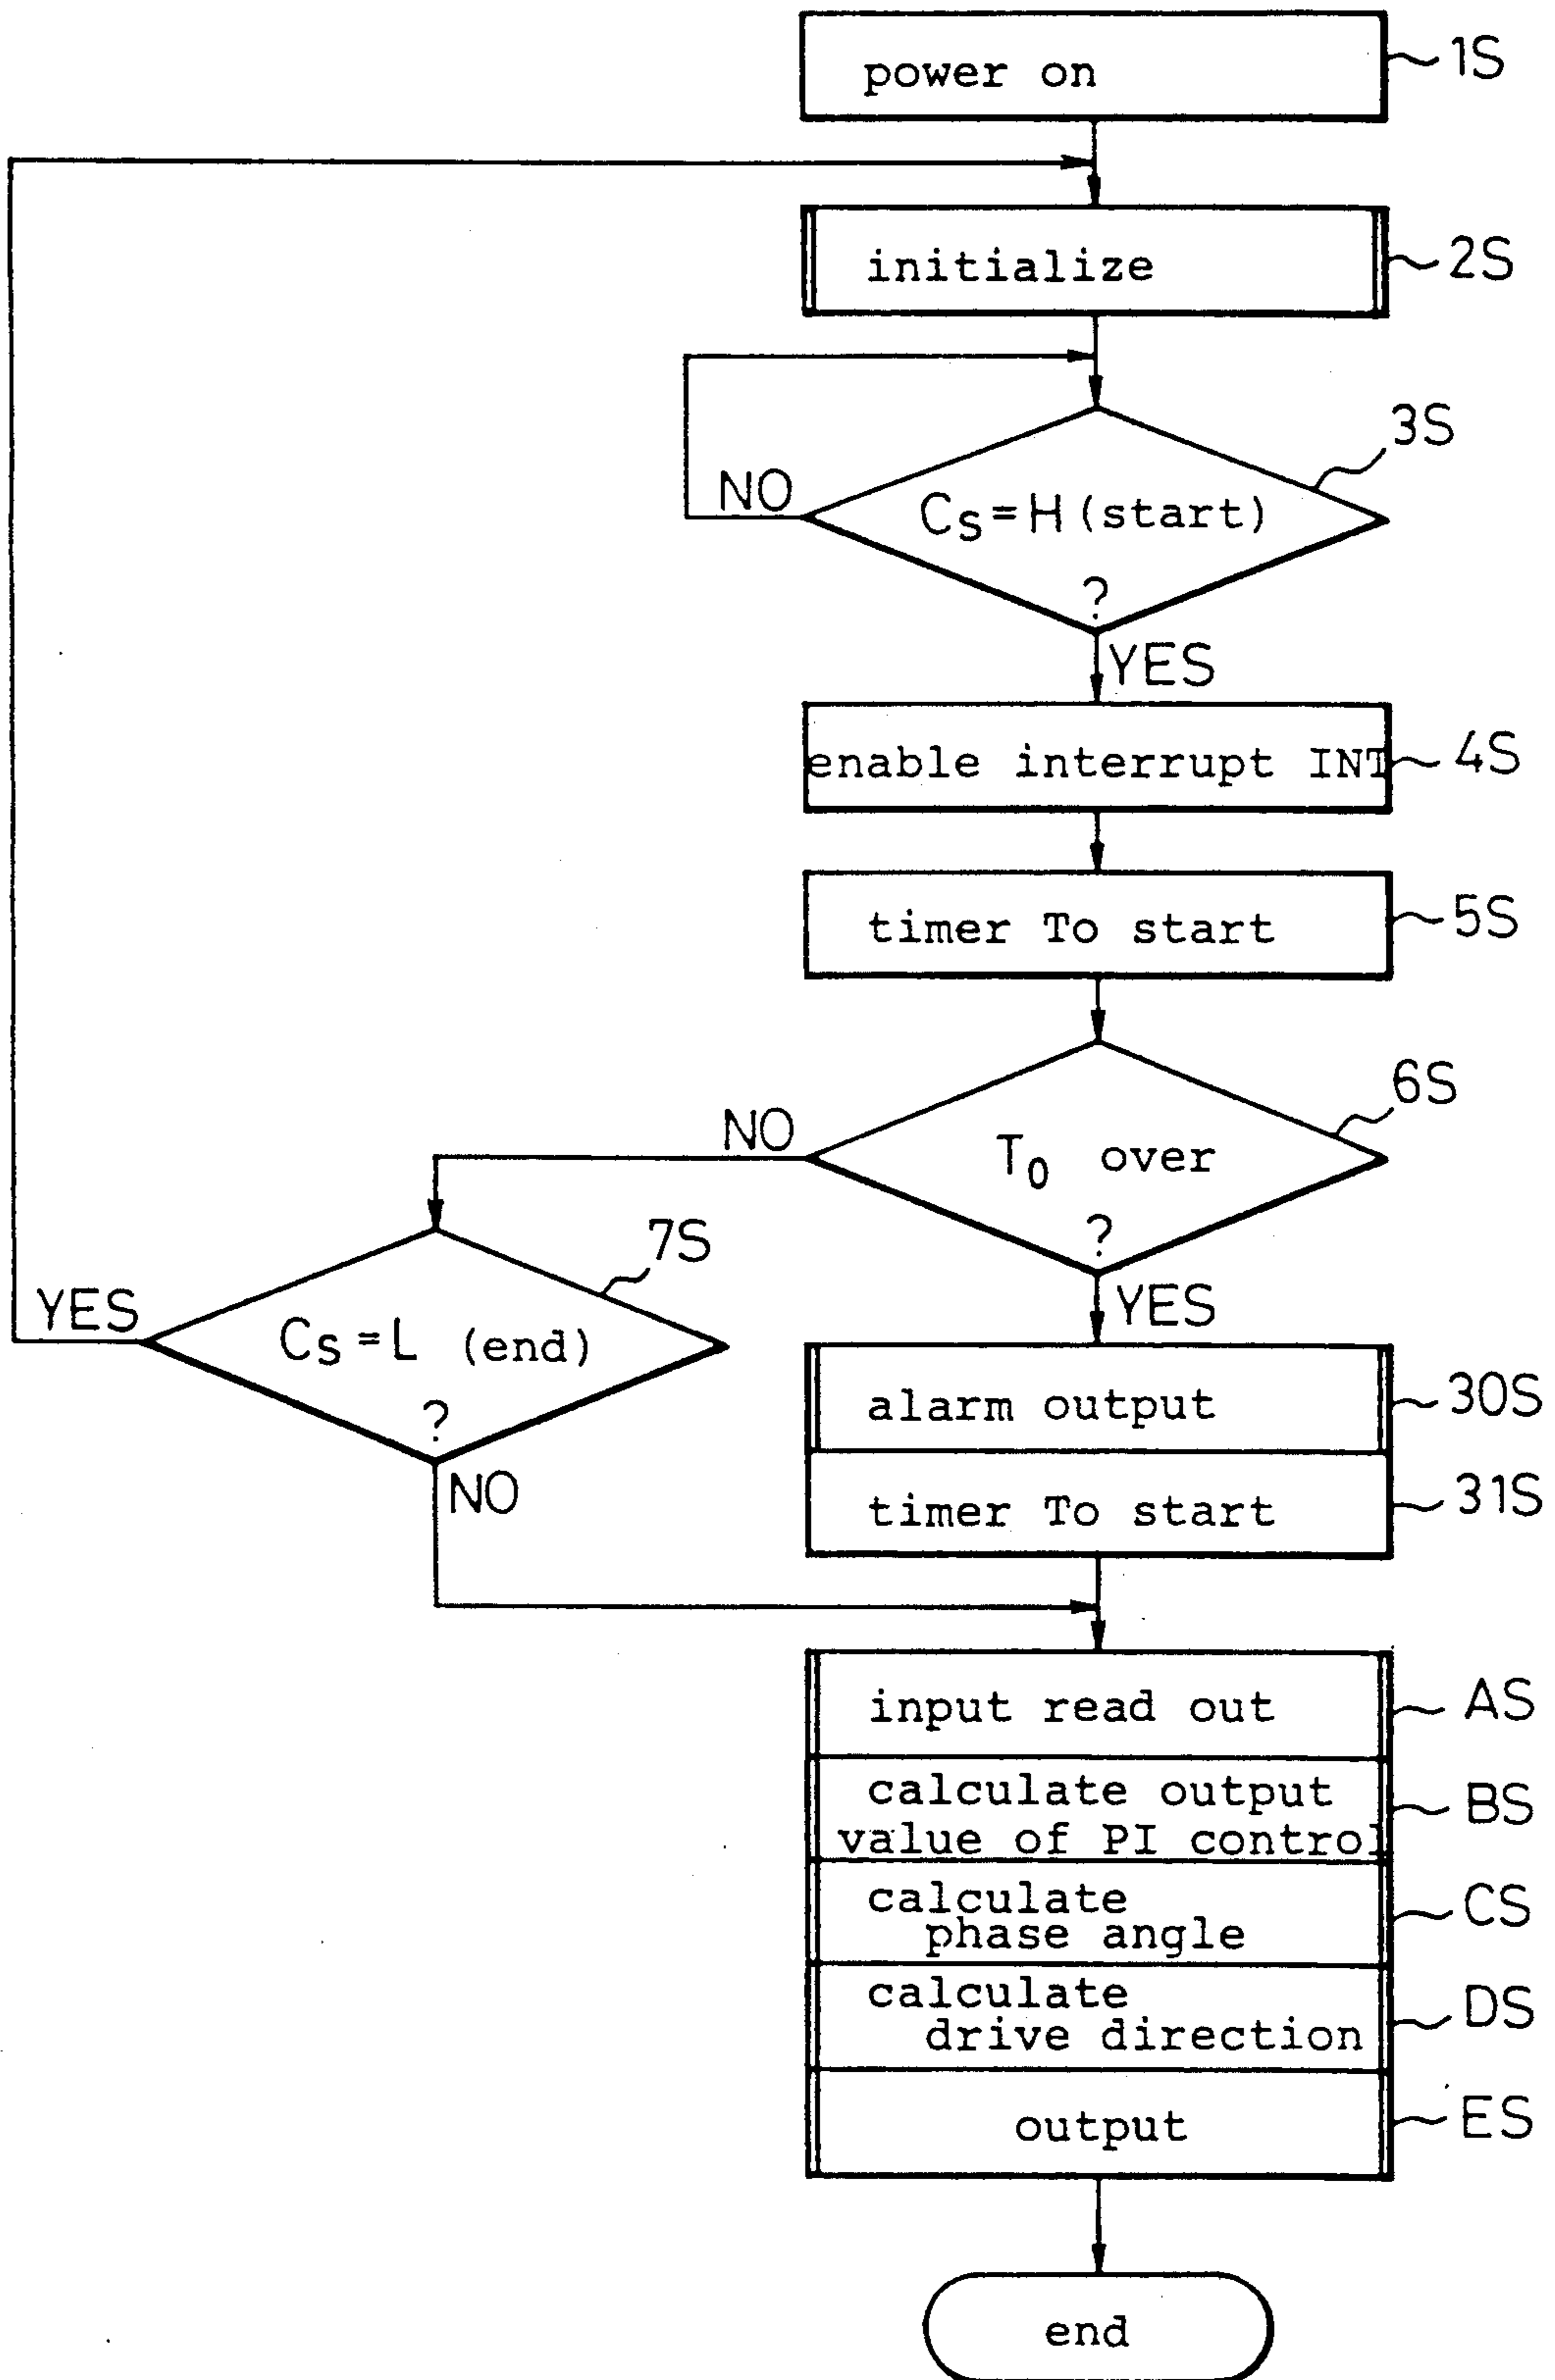 power on
1S
initialize
2S
3S
NO
Cs=H (start)
?
YES
enable interrupt INT
4S
timer To start
5S
6S
NO
T0 over
?
7S
YES
YES
Cs=L (end)
?
alarm output
30S
NO
timer To start
31S
input read out
AS
calculate output
value of PI control
BS
calculate
phase angle
CS
calculate
drive direction
DS
output
ES
end